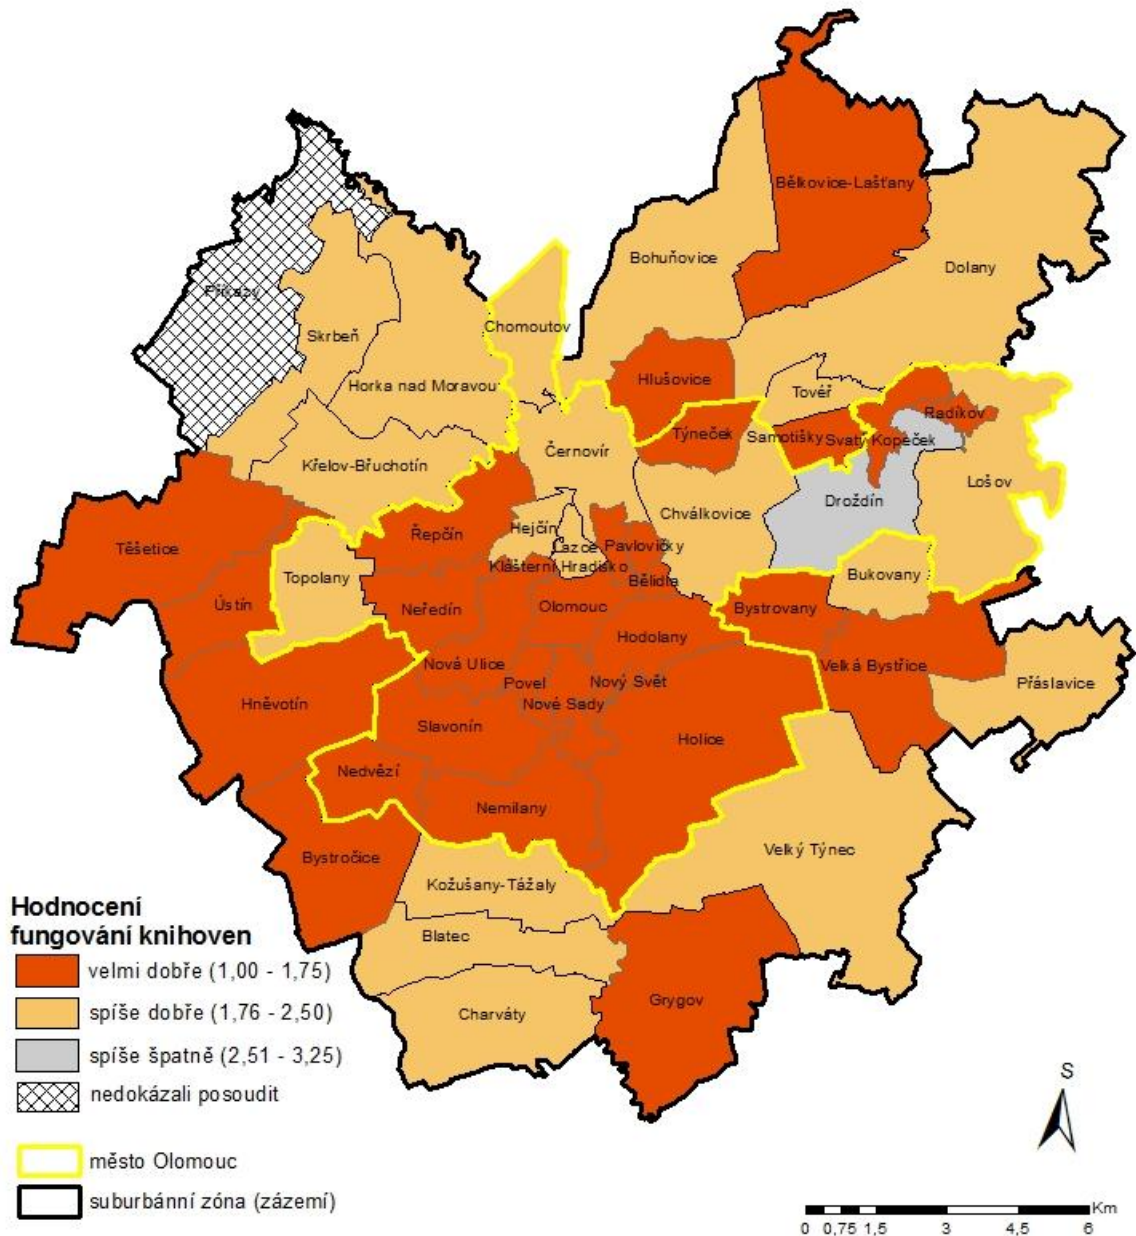 Bělkovice-Lašťany
Bohuňovice
Dolany
Příkazy
Skrbeň
Chomoutov
Horka nad Moravou
Hlušovice
Tovéř
Radíkov
Týneček
Samotišky
Svatý Kopeček
Černovír
Křelov-Břuchotín
Lošov
Droždín
Chválkovice
Hejčín
Řepčín
Lazce
Pavlovičky
Těšetice
Klášterní Hradisko
Topolany
Bělidla
Bukovany
Ústín
Neředín
Olomouc
Bystrovany
Hodolany
Nová Ulice
Velká Bystřice
Povel
Nový Svět
Přáslavice
Hněvotín
Nové Sady
Slavonín
Holice
Nedvězí
Nemilany
Velký Týnec
Bystročice
Kožušany-Tážaly
Blatec
Grygov
Charváty
Hodnocení
fungování knihoven
velmi dobře (1,00 - 1,75)
spíše dobře (1,76 - 2,50)
spíše špatně (2,51 - 3,25)
nedokázali posoudit
město Olomouc
suburbánní zóna (zázemí)
S
Km
0 0,75 1,5 3 4,5 6